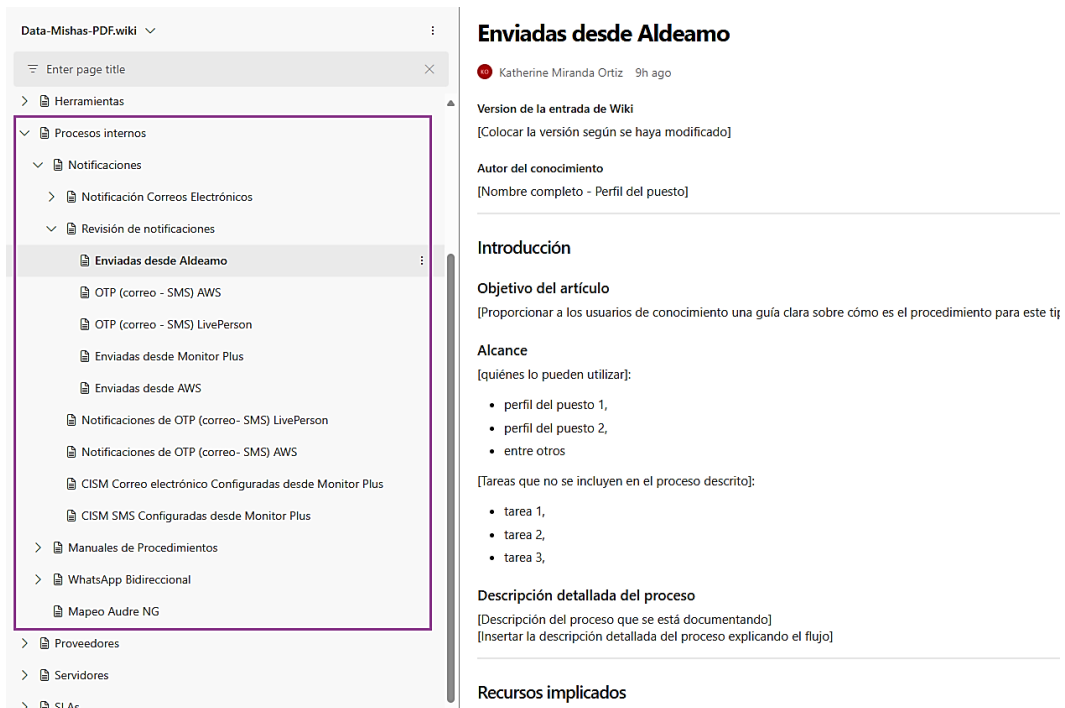 Data-Mishas-PDF.wiki
Enter page title
Herramientas
Procesos internos
Notificaciones
Notificación Correos Electrónicos
Revisión de notificaciones
Enviadas desde Aldeamo
OTP (correo - SMS) AWS
OTP (correo - SMS) LivePerson
Enviadas desde Monitor Plus
Enviadas desde AWS
Notificaciones de OTP (correo- SMS) LivePerson
Notificaciones de OTP (correo- SMS) AWS
CISM Correo electrónico Configuradas desde Monitor Plus
CISM SMS Configuradas desde Monitor Plus
Manuales de Procedimientos
WhatsApp Bidireccional
Mapeo Audre NG
Proveedores
Servidores
SLAs
Enviadas desde Aldeamo
KO Katherine Miranda Ortiz 9h ago
Version de la entrada de Wiki
[Colocar la versión según se haya modificado]
Autor del conocimiento
[Nombre completo - Perfil del puesto]
Introducción
Objetivo del artículo
[Proporcionar a los usuarios de conocimiento una guía clara sobre cómo es el procedimiento para este tip
Alcance
[quiénes lo pueden utilizar]:
• perfil del puesto 1,
• perfil del puesto 2,
• entre otros
[Tareas que no se incluyen en el proceso descrito]:
• tarea 1,
• tarea 2,
• tarea 3,
Descripción detallada del proceso
[Descripción del proceso que se está documentando]
[Insertar la descripción detallada del proceso explicando el flujo]
Recursos implicados